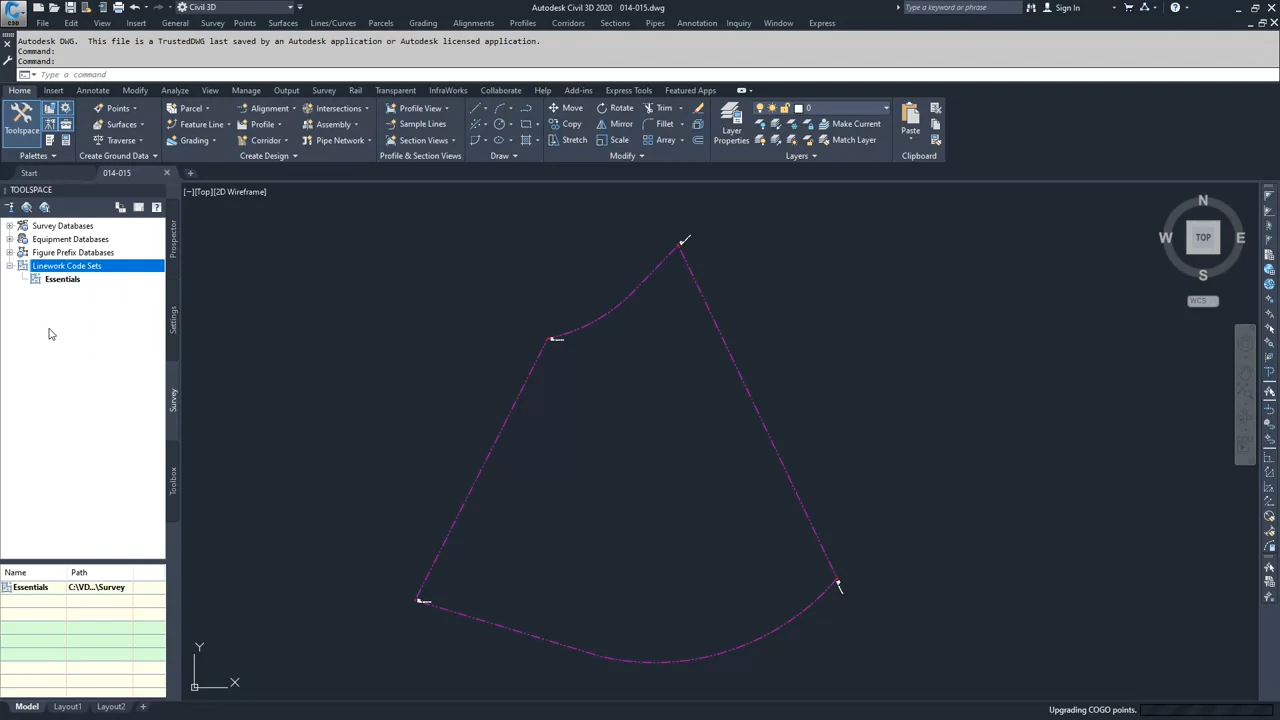 Civil 3D
Autodesk Civil 3D 2020 014-015.dwg
Type a keyword or phrase
Sign In
C3D
File Edit View Insert General Survey Points Surfaces Lines/Curves Parcels Grading Alignments Profiles Corridors Sections Pipes Annotation Inquiry Window Express
Autodesk DWG. This file is a TrustedDWG last saved by an Autodesk application or Autodesk licensed application.
Command:
Command:
Type a command
Home Insert Annotate Modify Analyze View Manage Output Survey Rail Transparent InfraWorks Collaborate Help Add-ins Express Tools Featured Apps
Points Parcel Alignment Intersections Profile View Move Rotate Trim 0
Toolspace Surfaces Feature Line Profile Assembly Sample Lines Copy Mirror Fillet Layer Properties Make Current Paste
Traverse Grading Corridor Pipe Network Section Views Stretch Scale Array Match Layer
Palettes Create Ground Data Create Design Profile & Section Views Draw Modify Layers Clipboard
Start 014-015
TOOLSPACE
[−][Top][2D Wireframe]
Survey Databases
Equipment Databases
Figure Prefix Databases
Linework Code Sets
Essentials
Prospector
Settings
Survey
Toolbox
N
W TOP E
S
WCS
Name Path
Essentials C:\VD...\Survey
Y
X
Model Layout1 Layout2
Upgrading COGO points.